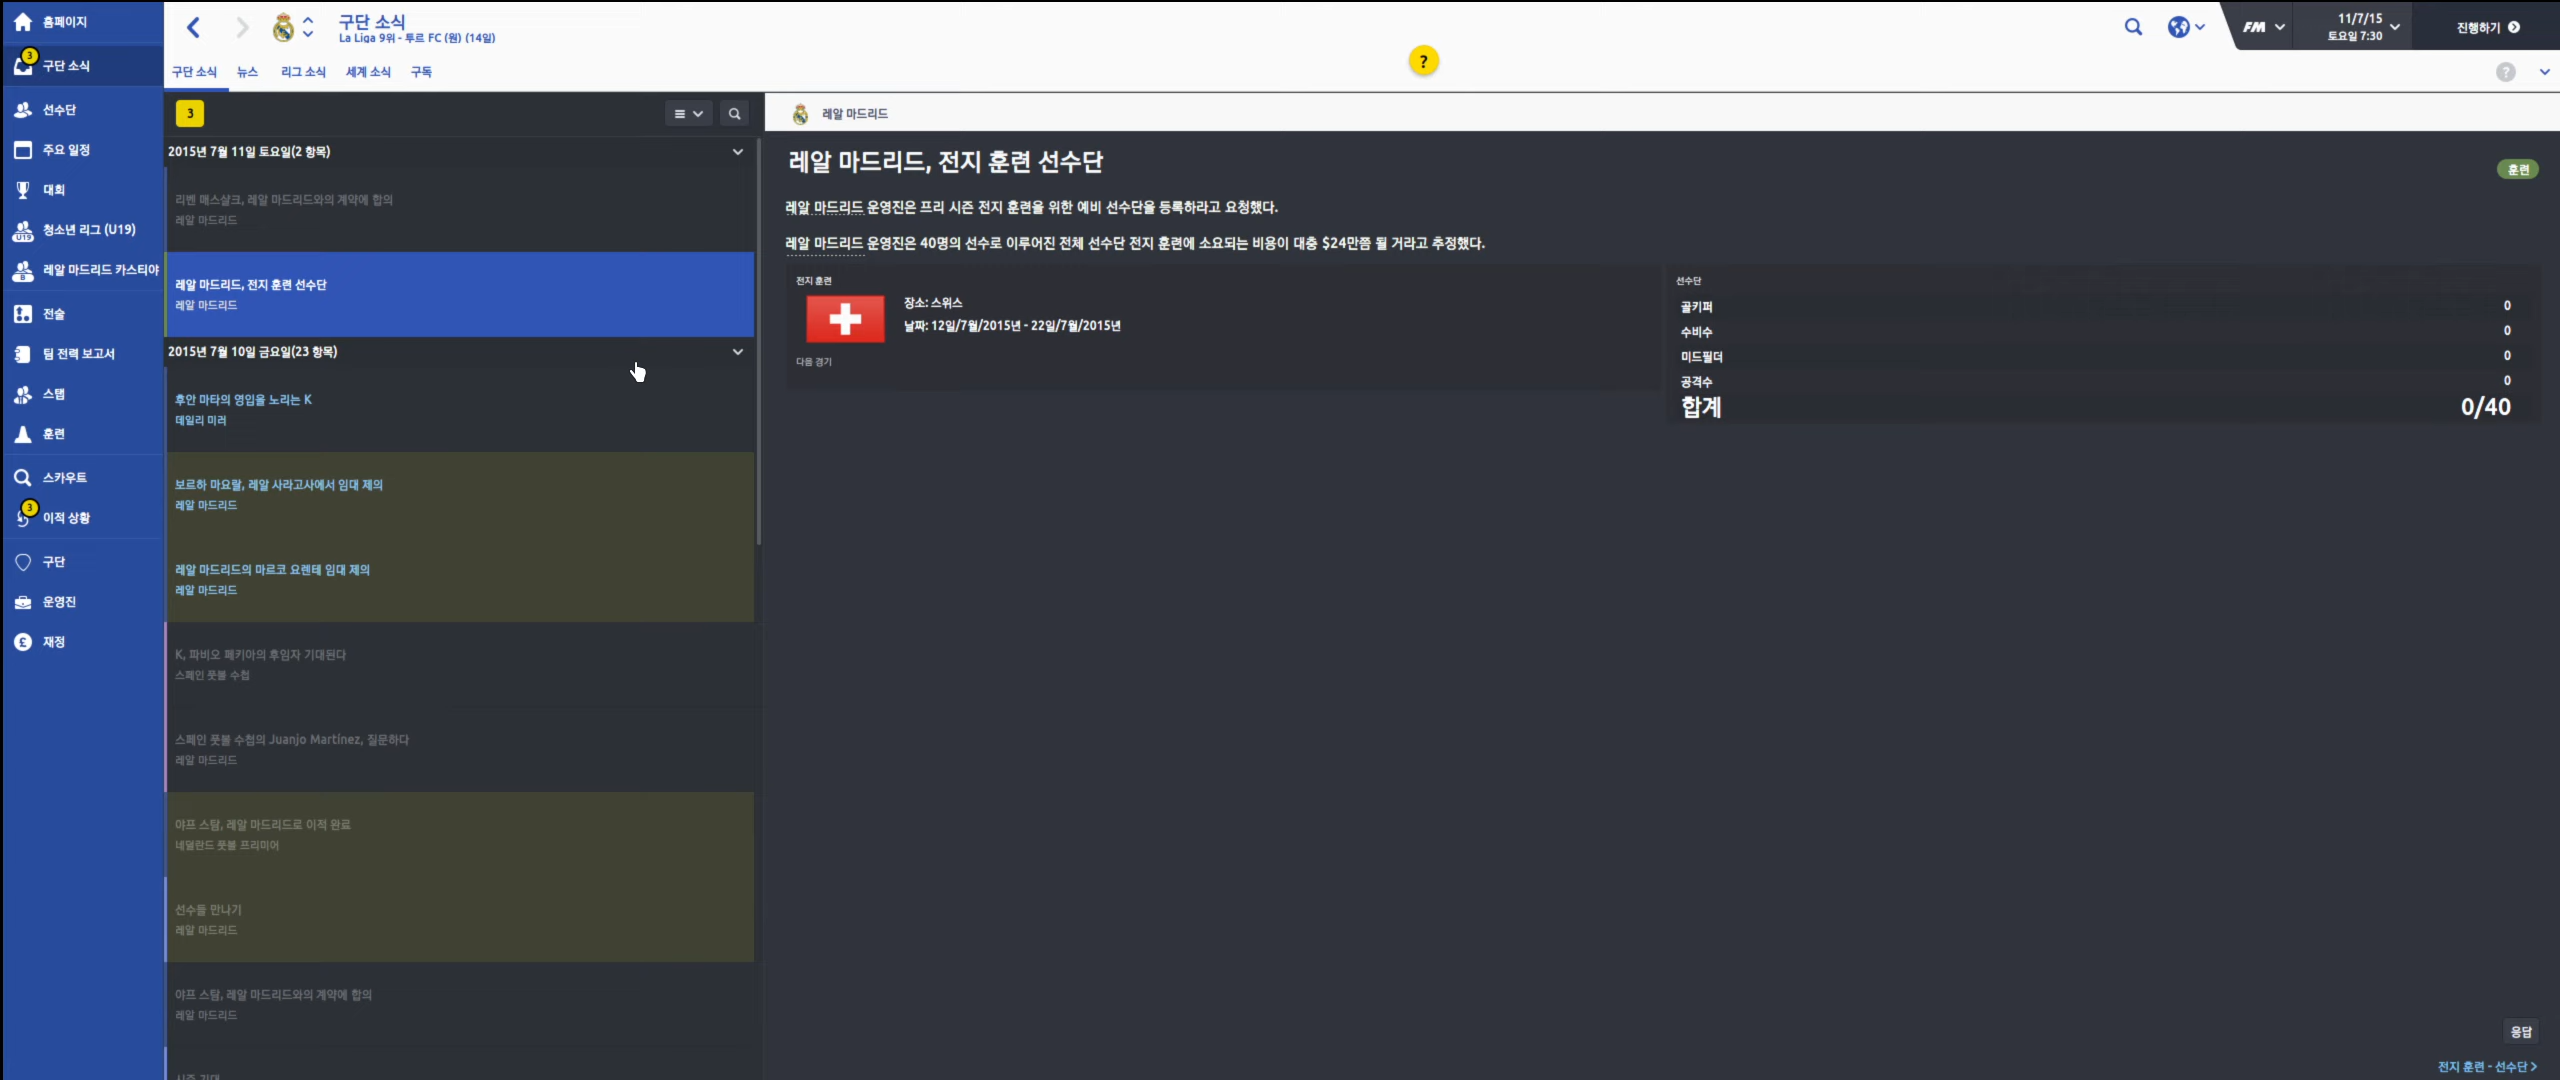 홈페이지
3
구단 소식
선수단
주요 일정
대회
U19
청소년 리그 (U19)
B
레알 마드리드 카스티야
전술
팀 전력 보고서
스탭
훈련
스카우트
3
이적 상황
구단
운영진
재정
구단 소식
La Liga 9위 - 투르 FC (원) (14일)
구단 소식
뉴스
리그 소식
세계 소식
구독
?
FM
11/7/15
토요일 7:30
진행하기
?
3
2015년 7월 11일 토요일(2 항목)
리벤 매스샬크, 레알 마드리드와의 계약에 합의
레알 마드리드
레알 마드리드, 전지 훈련 선수단
레알 마드리드
2015년 7월 10일 금요일(23 항목)
후안 마타의 영입을 노리는 K
데일리 미러
보르하 마요랄, 레알 사라고사에서 임대 제의
레알 마드리드
레알 마드리드의 마르코 요렌테 임대 제의
레알 마드리드
K, 파비오 페키아의 후임자 기대된다
스페인 풋볼 수첩
스페인 풋볼 수첩의 Juanjo Martinez, 질문하다
레알 마드리드
야프 스탐, 레알 마드리드로 이적 완료
네덜란드 풋볼 프리미어
선수들 만나기
레알 마드리드
야프 스탐, 레알 마드리드와의 계약에 합의
레알 마드리드
레알 마드리드
레알 마드리드, 전지 훈련 선수단
훈련
레알 마드리드 운영진은 프리 시즌 전지 훈련을 위한 예비 선수단을 등록하라고 요청했다.
레알 마드리드 운영진은 40명의 선수로 이루어진 전체 선수단 전지 훈련에 소요되는 비용이 대충 $24만쯤 될 거라고 추정했다.
전지 훈련
장소: 스위스
날짜: 12일/7월/2015년 - 22일/7월/2015년
다음 경기
선수단
골키퍼 0
수비수 0
미드필더 0
공격수 0
합계 0/40
응답
전지 훈련 - 선수단 >